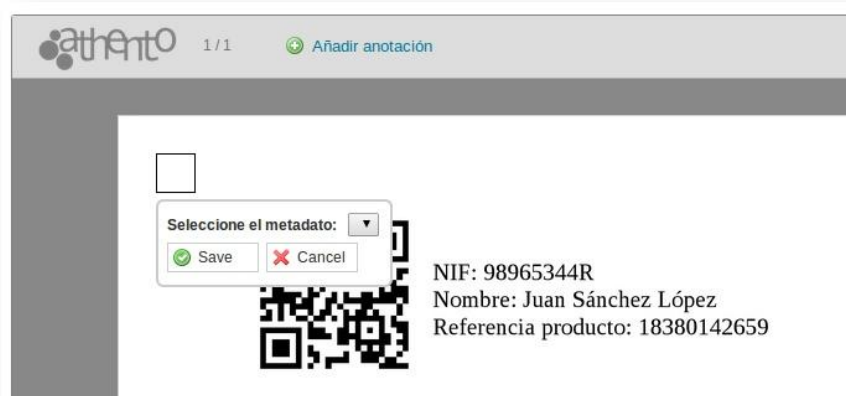 athento
1 / 1
Añadir anotación
Seleccione el metadato:
Save
Cancel
NIF: 98965344R
Nombre: Juan Sánchez López
Referencia producto: 18380142659